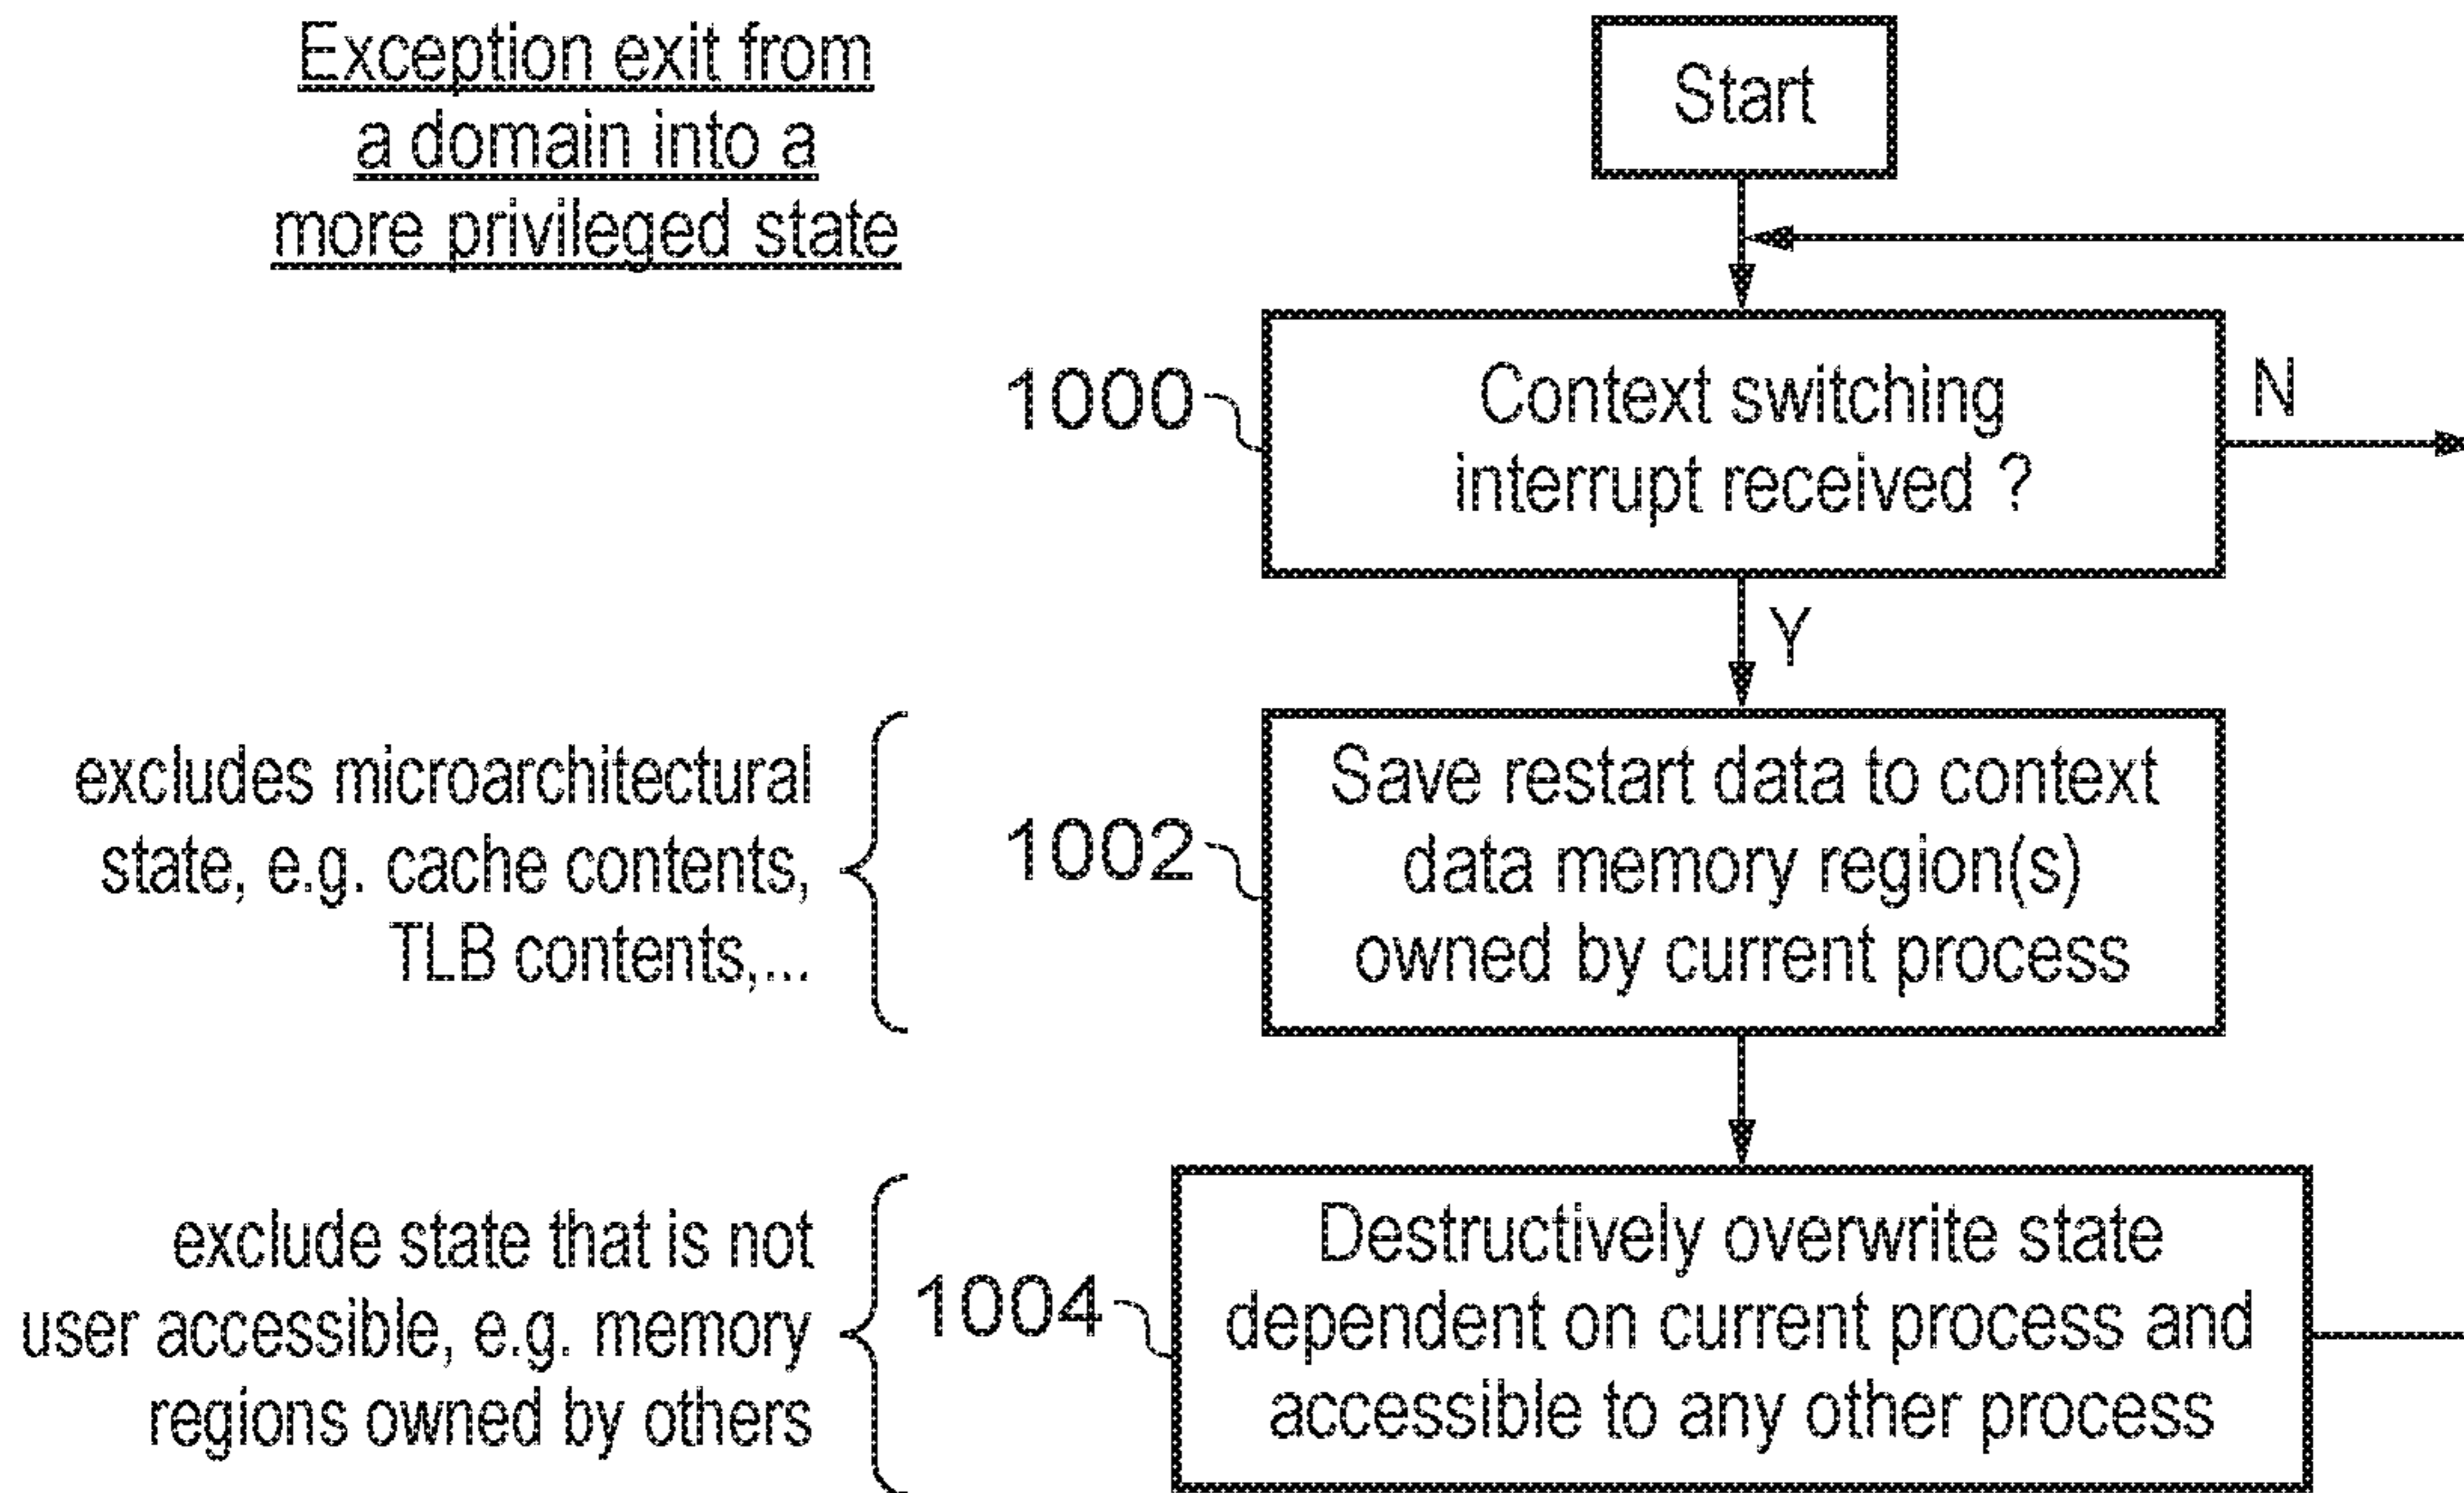 Exception exit from
a domain into a
more privileged state
Start
1000
Context switching
interrupt received ?
N
Y
excludes microarchitectural
state, e.g. cache contents,
TLB contents,...
1002
Save restart data to context
data memory region(s)
owned by current process
exclude state that is not
user accessible, e.g. memory
regions owned by others
1004
Destructively overwrite state
dependent on current process and
accessible to any other process